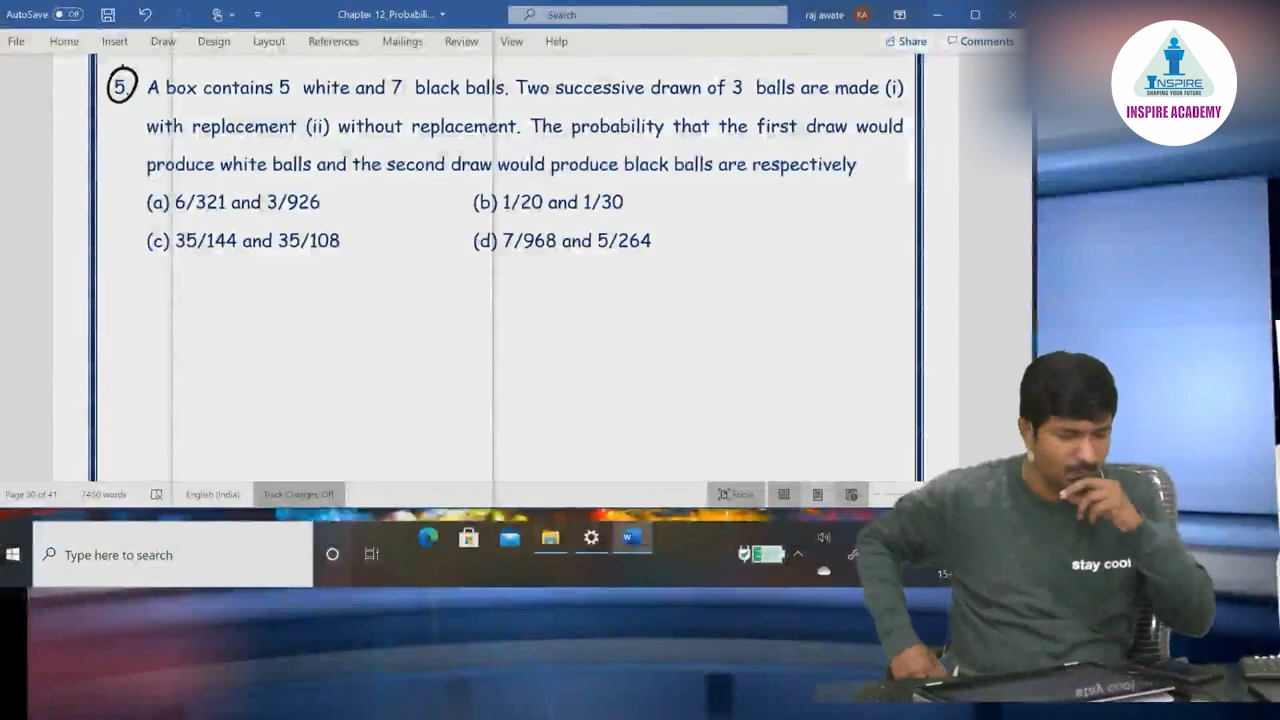 AutoSave Off
Chapter 12_Probabili...
Search
raj awate RA
File Home Insert Draw Design Layout References Mailings Review View Help Share Comments
INSPIRE
SHAPING YOUR FUTURE
INSPIRE ACADEMY
5. A box contains 5 white and 7 black balls. Two successive drawn of 3 balls are made (i)
with replacement (ii) without replacement. The probability that the first draw would
produce white balls and the second draw would produce black balls are respectively
(a) 6/321 and 3/926 (b) 1/20 and 1/30
(c) 35/144 and 35/108 (d) 7/968 and 5/264
Page 30 of 41 7450 words English (India) Track Changes: Off Focus
Type here to search
stay cool